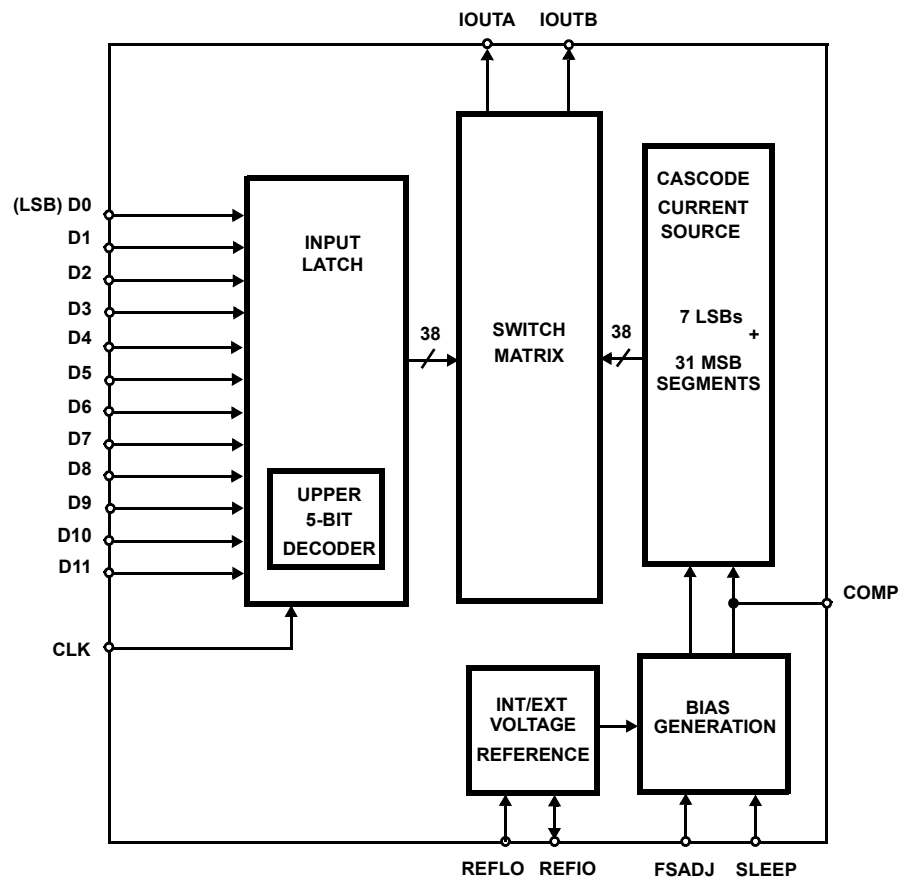 IOUTA IOUTB
(LSB) D0
D1
D2
D3
D4
D5
D6
D7
D8
D9
D10
D11
CLK
INPUT
LATCH
UPPER
5-BIT
DECODER
38
SWITCH
MATRIX
38
CASCODE
CURRENT
SOURCE
7 LSBs
+
31 MSB
SEGMENTS
COMP
INT/EXT
VOLTAGE
REFERENCE
BIAS
GENERATION
REFLO REFIO FSADJ SLEEP